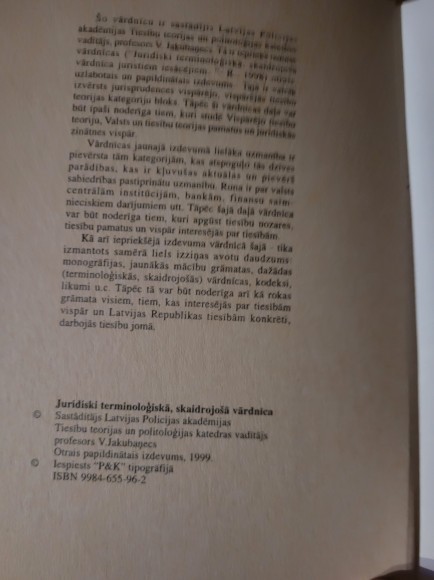 Šo vārdnīcu ir sastādījis Latvijas Policijas
akadēmijas Tiesību teorijas un politoloģijas katedras
vadītājs, profesors V.Jakubaņecs. Tā ir
vārdnīcas ("Juridiski terminoloģiskā skaidrojošā
vārdnīca juristiem iesācējiem. - R., 1998)
uzlabotais un papildinātais izdevums. Tajā ir
izvērsts jurisprudences vispārējo, vispārējās tiesību
teorijas kategoriju bloks. Tāpēc šī vārdnīcas daļa var
būt īpaši noderīga tiem, kuri studē Vispārējo tiesību
teoriju, Valsts un tiesību teorijas pamatus un juridiskās
zinātnes vispār.
Vārdnīcas jaunajā izdevumā lielāka uzmanība ir
pievērsta tām kategorijām, kas atspoguļo tās dzīves
parādības, kas ir kļuvušas aktuālas un pievērš
sabiedrības pastiprinātu uzmanību. Runa ir par valsts
centrālām institūcijām, bankām, finansu saim-
nieciskiem darījumiem utt. Tāpēc šajā daļā vārdnīca
var būt noderīga tiem, kuri apgūst tiesību nozares,
tiesību pamatus un vispār interesējās par tiesībām.
Kā arī iepriekšējā izdevuma vārdnīcā šajā - tika
izmantots samērā liels izziņas avotu daudzums-
monogrāfijas, jaunākās mācību grāmatas, dažādas
(terminoloģiskās, skaidrojošās) vārdnīcas, kodeksi,
likumi u.c. Tāpēc tā var būt noderīga arī kā rokas
grāmata visiem, tiem, kas interesējās par tiesībām
vispār un Latvijas Republikas tiesībām konkrēti,
darbojās tiesību jomā.
Juridiski terminoloģiskā, skaidrojošā vārdnīca
© Sastādītājs Latvijas Policijas akadēmijas
Tiesību teorijas un politoloģijas katedras vadītājs
profesors V.Jakubaņecs
Otrais papildinātais izdevums, 1999.
© Iespiests "P&K" tipogrāfijā
ISBN 9984-655-96-2